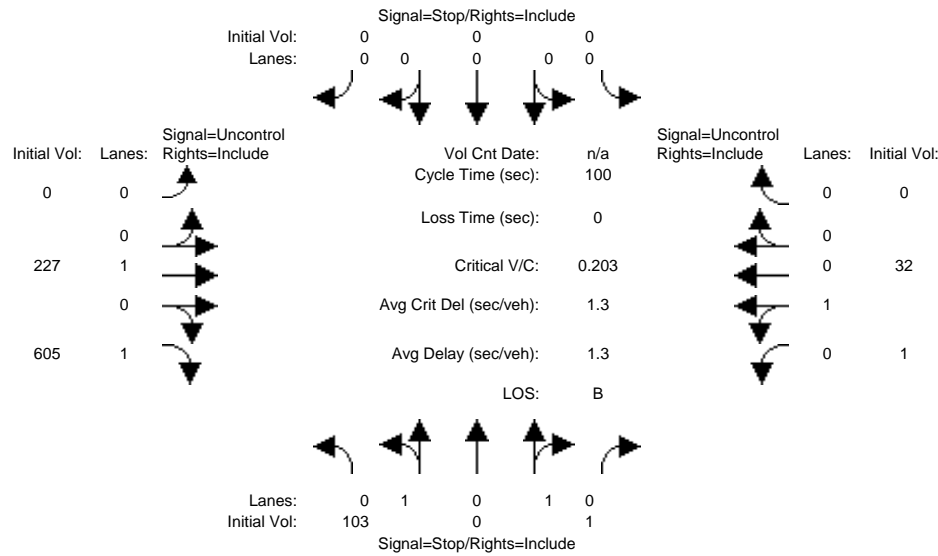 Signal=Stop/Rights=Include
Initial Vol: 0 0 0
Lanes: 0 0 0 0 0
Signal=Uncontrol
Initial Vol: Lanes: Rights=Include
0 0
0
227 1
0
605 1
Vol Cnt Date: n/a
Cycle Time (sec): 100
Loss Time (sec): 0
Critical V/C: 0.203
Avg Crit Del (sec/veh): 1.3
Avg Delay (sec/veh): 1.3
LOS: B
Signal=Uncontrol
Rights=Include Lanes: Initial Vol:
0 0
0
0 32
1
0 1
Lanes: 0 1 0 1 0
Initial Vol: 103 0 1
Signal=Stop/Rights=Include